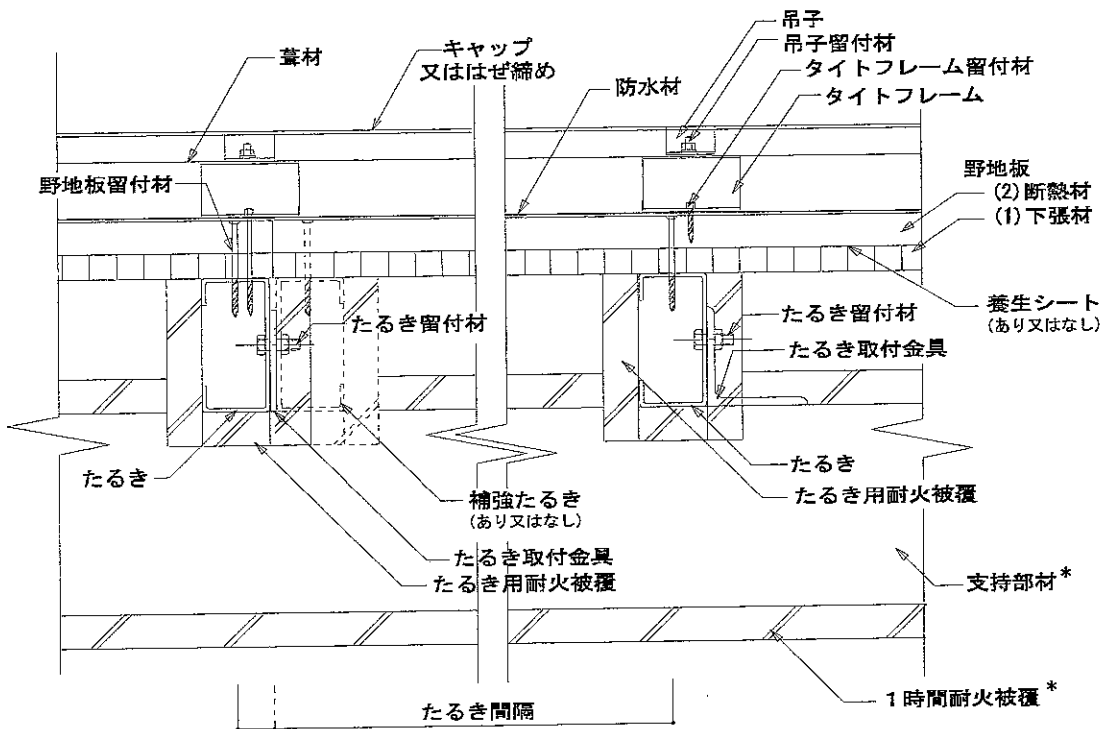 吊子
吊子留付材
キャップ
又ははぜ締め
葺材
タイトフレーム留付材
防水材
タイトフレーム
野地板留付材
野地板
(2)断熱材
(1)下張材
養生シート
(あり又はなし)
たるき留付材
たるき留付材
たるき取付金具
たるき
たるき
補強たるき
(あり又はなし)
たるき用耐火被覆
たるき取付金具
たるき用耐火被覆
支持部材*
1時間耐火被覆*
たるき間隔